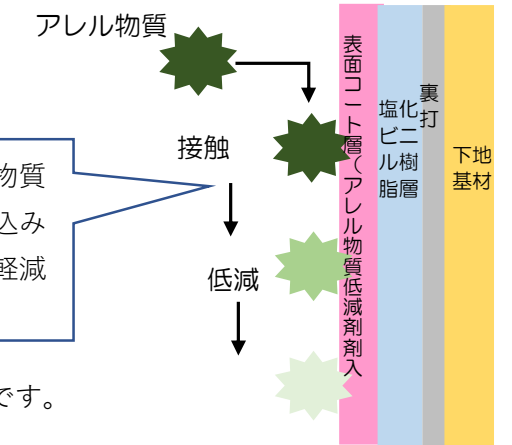 アレル物質
接触
物質
込み
軽減
低減
です。
表面コート層（アレル物質低減剤剤入
塩化ビニル樹脂層
裏打
下地
基材